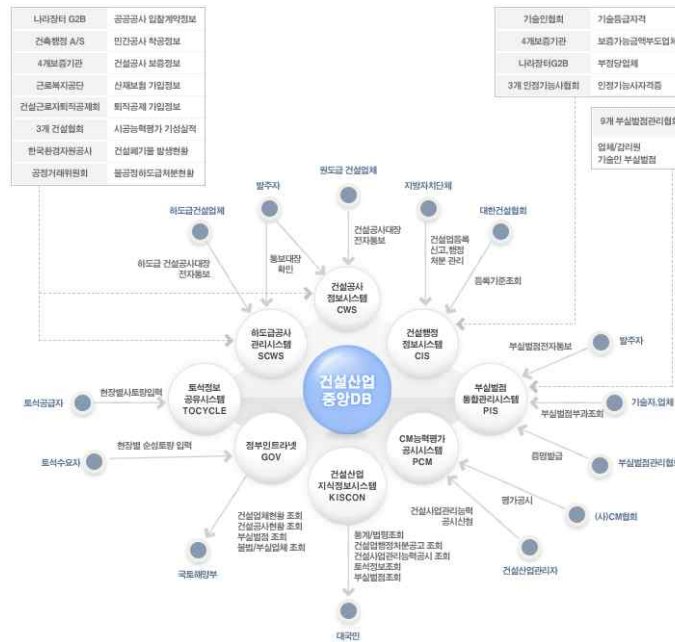 나라장터 G2B 공공공사 입찰계약정보
건축행정 A/S 민간공사 착공정보
4개보증기관 건설공사 보증정보
근로복지공단 산재보험 가입정보
건설근로자퇴직공제회 퇴직공제 가입정보
3개 건설협회 시공능력평가 기성실적
한국환경자원공사 건설폐기물 발생현황
공정거래위원회 불공정하도급처분현황
기술인협회 기술등급자격
4개보증기관 보증가능금액부도업체
나라장터G2B 부정당업체
3개 인정기능사협회 인정기능사자격증
9개 부실벌점관리협회
업체/감리원
기술인 부실벌점
원도급 건설업체
발주자
지방자치단체
하도급건설업체
대한건설협회
건설공사대장
전자통보
건설업등록
신고,행정
처분 관리
통보대장
확인
하도급 건설공사대장
전자통보
등록기준조회
건설공사
정보시스템
CWS
하도급공사
관리시스템
SCWS
건설행정
정보시스템
CIS
부실벌점전자통보
발주자
건설산업
중앙DB
토석정보
공유시스템
TOCYCLE
부실벌점
통합관리시스템
PIS
토석공급자
현장별사토량입력
기술자,업체
부실벌점부과조회
정부인트라넷
GOV
CM능력평가
공시시스템
PCM
토석수요자
현장별 순성토량 입력
증명발급
부실벌점관리협회
건설산업
지식정보시스템
KISCON
평가공시
(사)CM협회
건설사업관리능력
공시신청
건설산업관리자
건설업체현황 조회
건설공사현황 조회
부실벌점 조회
불법/부실업체 조회
국토해양부
통계/법령조회
건설업행정처분공고 조회
건설사업관리능력공시 조회
토석정보조회
부실벌점조회
대국민